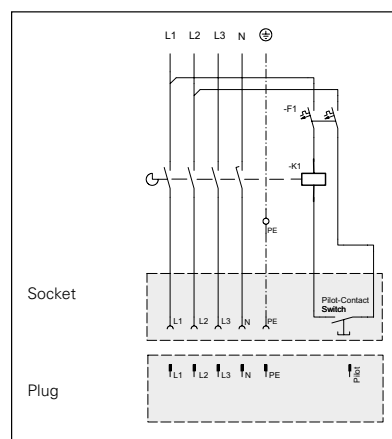 L1 L2 L3 N
-F1
-K1
PE
Socket
Pilot-Contact
Switch
L1 L2 L3 N PE
Plug
L1 L2 L3 N PE Pilot